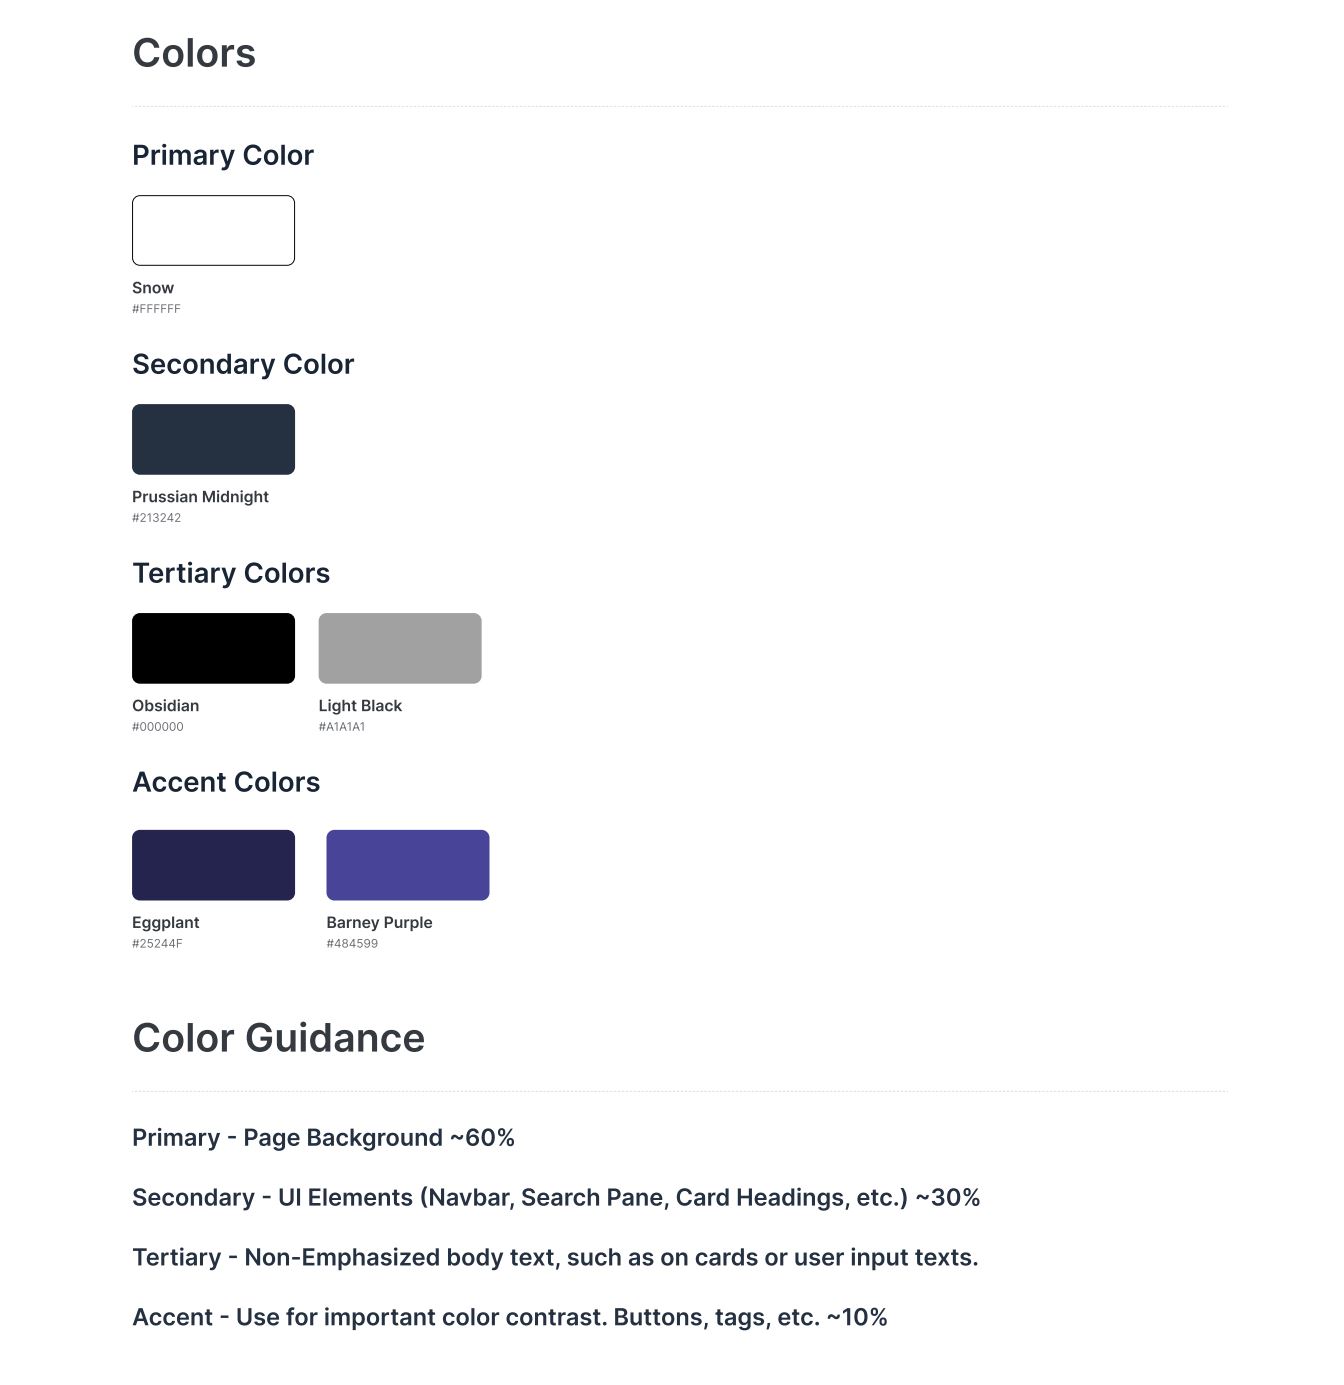 Colors
Primary Color
Snow
#FFFFFF
Secondary Color
Prussian Midnight
#213242
Tertiary Colors
Obsidian
#000000
Light Black
#A1A1A1
Accent Colors
Eggplant
#25244F
Barney Purple
#484599
Color Guidance
Primary - Page Background ~60%
Secondary - UI Elements (Navbar, Search Pane, Card Headings, etc.) ~30%
Tertiary - Non-Emphasized body text, such as on cards or user input texts.
Accent - Use for important color contrast. Buttons, tags, etc. ~10%